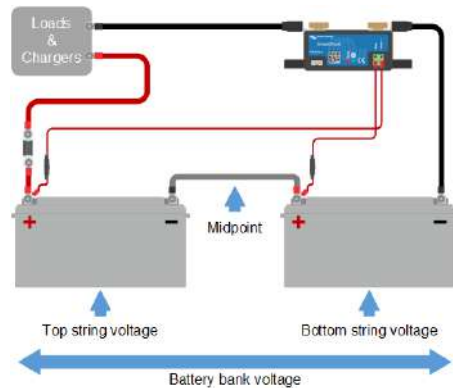 Loads
&
Chargers
+
−
+
−
Midpoint
Top string voltage
Bottom string voltage
Battery bank voltage